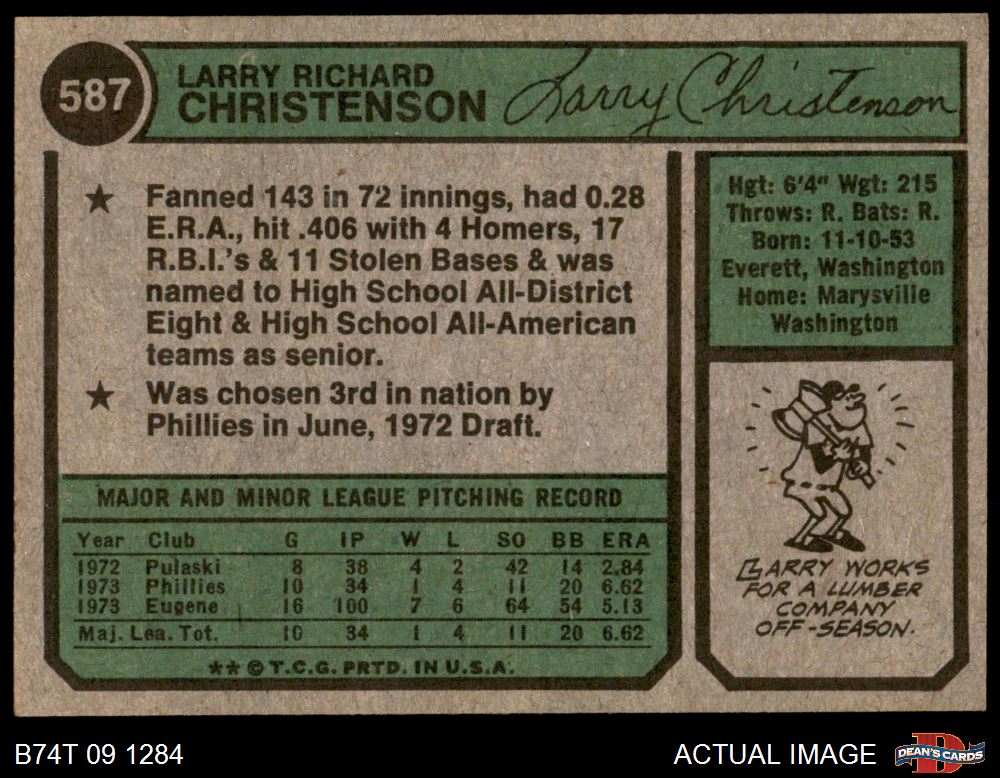 587
LARRY RICHARD
CHRISTENSON
Larry Christenson
★ Fanned 143 in 72 innings, had 0.28
E.R.A., hit .406 with 4 Homers, 17
R.B.I.'s & 11 Stolen Bases & was
named to High School All-District
Eight & High School All-American
teams as senior.
★ Was chosen 3rd in nation by
Phillies in June, 1972 Draft.
Hgt: 6'4" Wgt: 215
Throws: R. Bats: R.
Born: 11-10-53
Everett, Washington
Home: Marysville
Washington
MAJOR AND MINOR LEAGUE PITCHING RECORD
Year Club G IP W L SO BB ERA
1972 Pulaski 8 38 4 2 42 14 2.84
1973 Phillies 10 34 1 4 11 20 6.62
1973 Eugene 16 100 7 6 64 54 5.13
Maj. Lea. Tot. 10 34 1 4 11 20 6.62
** © T.C.G. PRTD. IN U.S.A.
LARRY WORKS
FOR A LUMBER
COMPANY
OFF-SEASON.
B74T 09 1284
ACTUAL IMAGE
DEAN'S CARDS